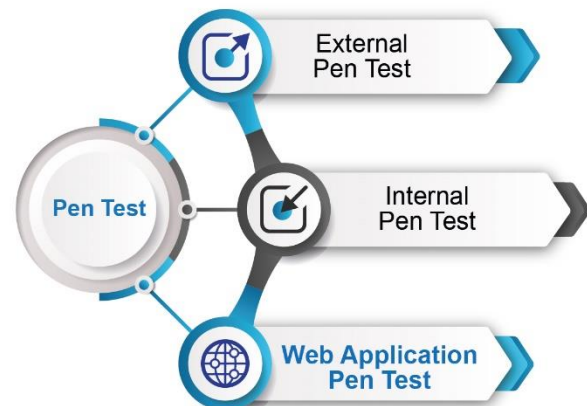 External
Pen Test
Pen Test
Internal
Pen Test
Web Application
Pen Test